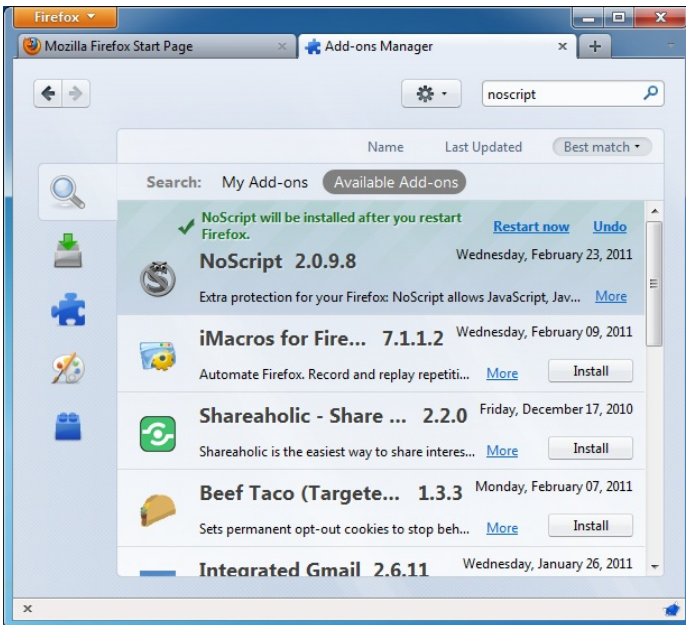 Firefox
Mozilla Firefox Start Page
Add-ons Manager
noscript
Name Last Updated Best match
Search: My Add-ons Available Add-ons
NoScript will be installed after you restart Firefox. Restart now Undo
NoScript 2.0.9.8 Wednesday, February 23, 2011
Extra protection for your Firefox: NoScript allows JavaScript, Jav... More
iMacros for Fire... 7.1.1.2 Wednesday, February 09, 2011
Automate Firefox. Record and replay repetiti... More Install
Shareaholic - Share ... 2.2.0 Friday, December 17, 2010
Shareaholic is the easiest way to share interes... More Install
Beef Taco (Targete... 1.3.3 Monday, February 07, 2011
Sets permanent opt-out cookies to stop beh... More Install
Integrated Gmail 2.6.11 Wednesday, January 26, 2011